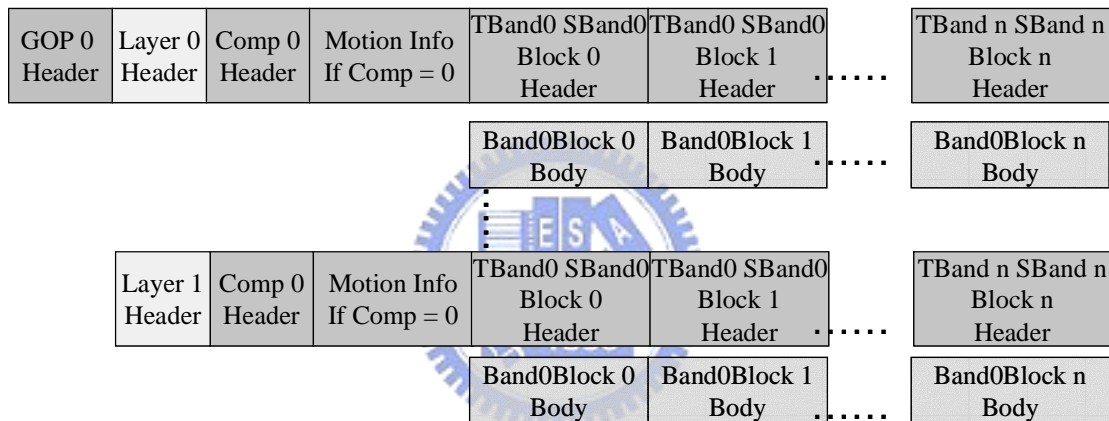 GOP 0 Header
Layer 0 Header
Comp 0 Header
Motion Info If Comp = 0
TBand0 SBand0 Block 0 Header
TBand0 SBand0 Block 1 Header
......
TBand n SBand n Block n Header
Band0Block 0 Body
Band0Block 1 Body
......
Band0Block n Body
ESA
Layer 1 Header
Comp 0 Header
Motion Info If Comp = 0
TBand0 SBand0 Block 0 Header
TBand0 SBand0 Block 1 Header
......
TBand n SBand n Block n Header
Band0Block 0 Body
Band0Block 1 Body
......
Band0Block n Body